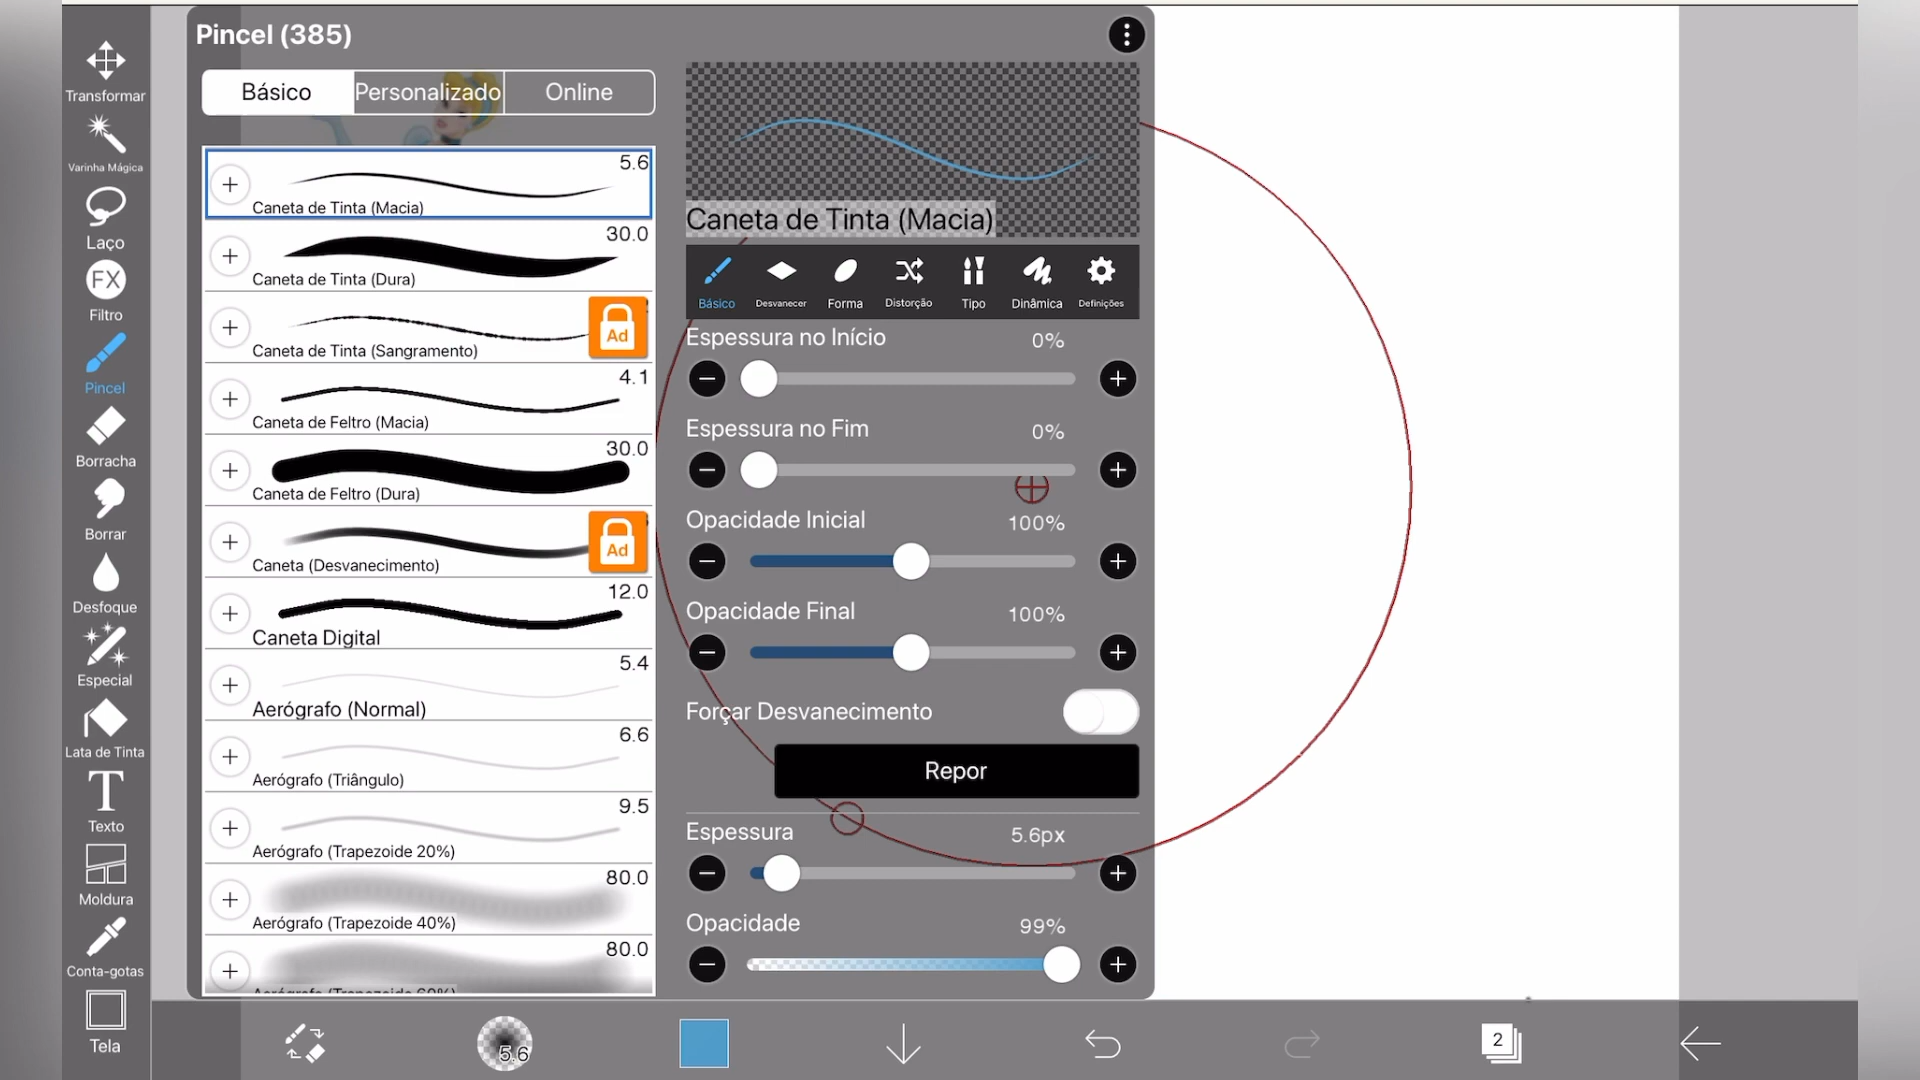 Pincel (385)
Básico
Personalizado
Online
Transformar
Varinha Mágica
Laço
FX
Filtro
Pincel
Borracha
Borrar
Desfoque
Especial
Lata de Tinta
T
Texto
Moldura
Conta-gotas
Tela
5.6
Caneta de Tinta (Macia)
30.0
Caneta de Tinta (Dura)
Ad
Caneta de Tinta (Sangramento)
4.1
Caneta de Feltro (Macia)
30.0
Caneta de Feltro (Dura)
Ad
Caneta (Desvanecimento)
12.0
Caneta Digital
5.4
Aerógrafo (Normal)
6.6
Aerógrafo (Triângulo)
9.5
Aerógrafo (Trapezoide 20%)
80.0
Aerógrafo (Trapezoide 40%)
80.0
Aerógrafo (Trapezoide 60%)
Caneta de Tinta (Macia)
Básico
Desvanecer
Forma
Distorção
Tipo
Dinâmica
Definições
Espessura no Início 0%
Espessura no Fim 0%
Opacidade Inicial 100%
Opacidade Final 100%
Forçar Desvanecimento
Repor
Espessura 5.6px
Opacidade 99%
5.6
2